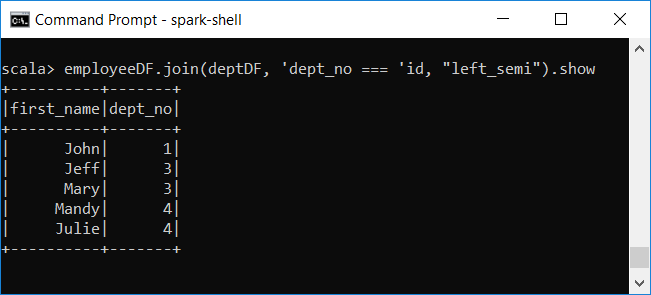 Command Prompt - spark-shell
scala> employeeDF.join(deptDF, 'dept_no === 'id, "left_semi").show
+----------+-------+
|first_name|dept_no|
+----------+-------+
|      John|      1|
|      Jeff|      3|
|      Mary|      3|
|     Mandy|      4|
|     Julie|      4|
+----------+-------+